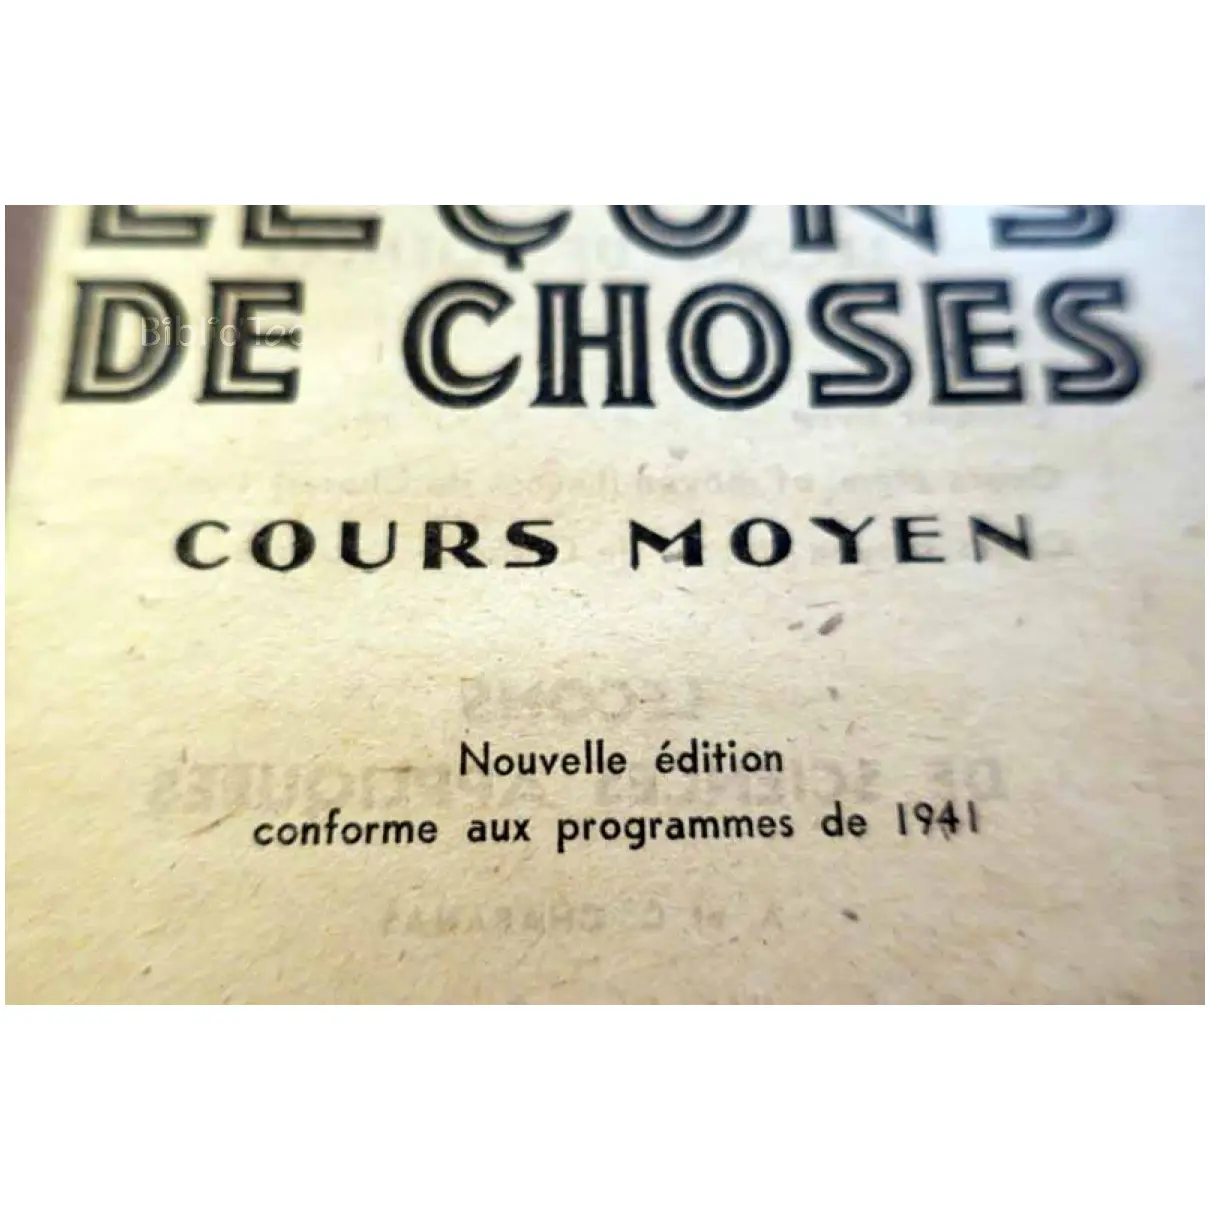 LEÇONS
DE CHOSES
COURS MOYEN
Nouvelle édition
conforme aux programmes de 1941